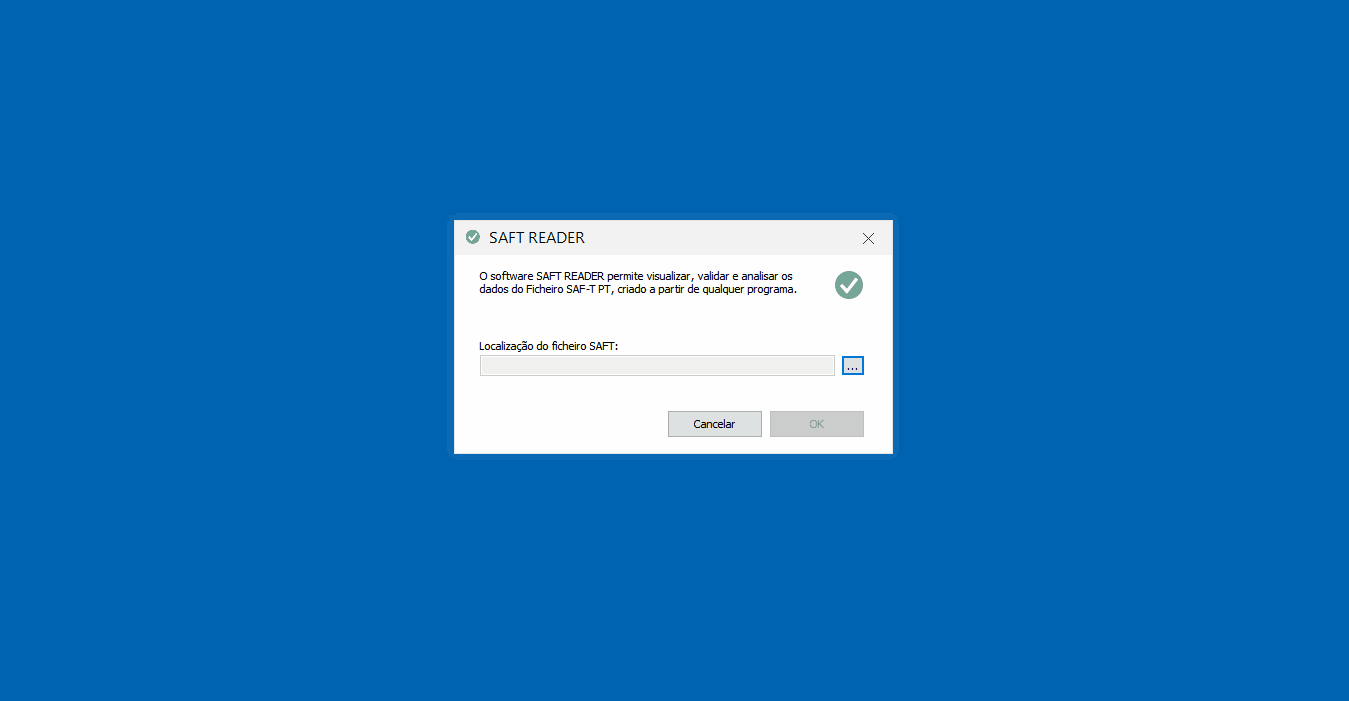 SAFT READER
O software SAFT READER permite visualizar, validar e analisar os
dados do Ficheiro SAF-T PT, criado a partir de qualquer programa.
Localização do ficheiro SAFT:
...
Cancelar
OK